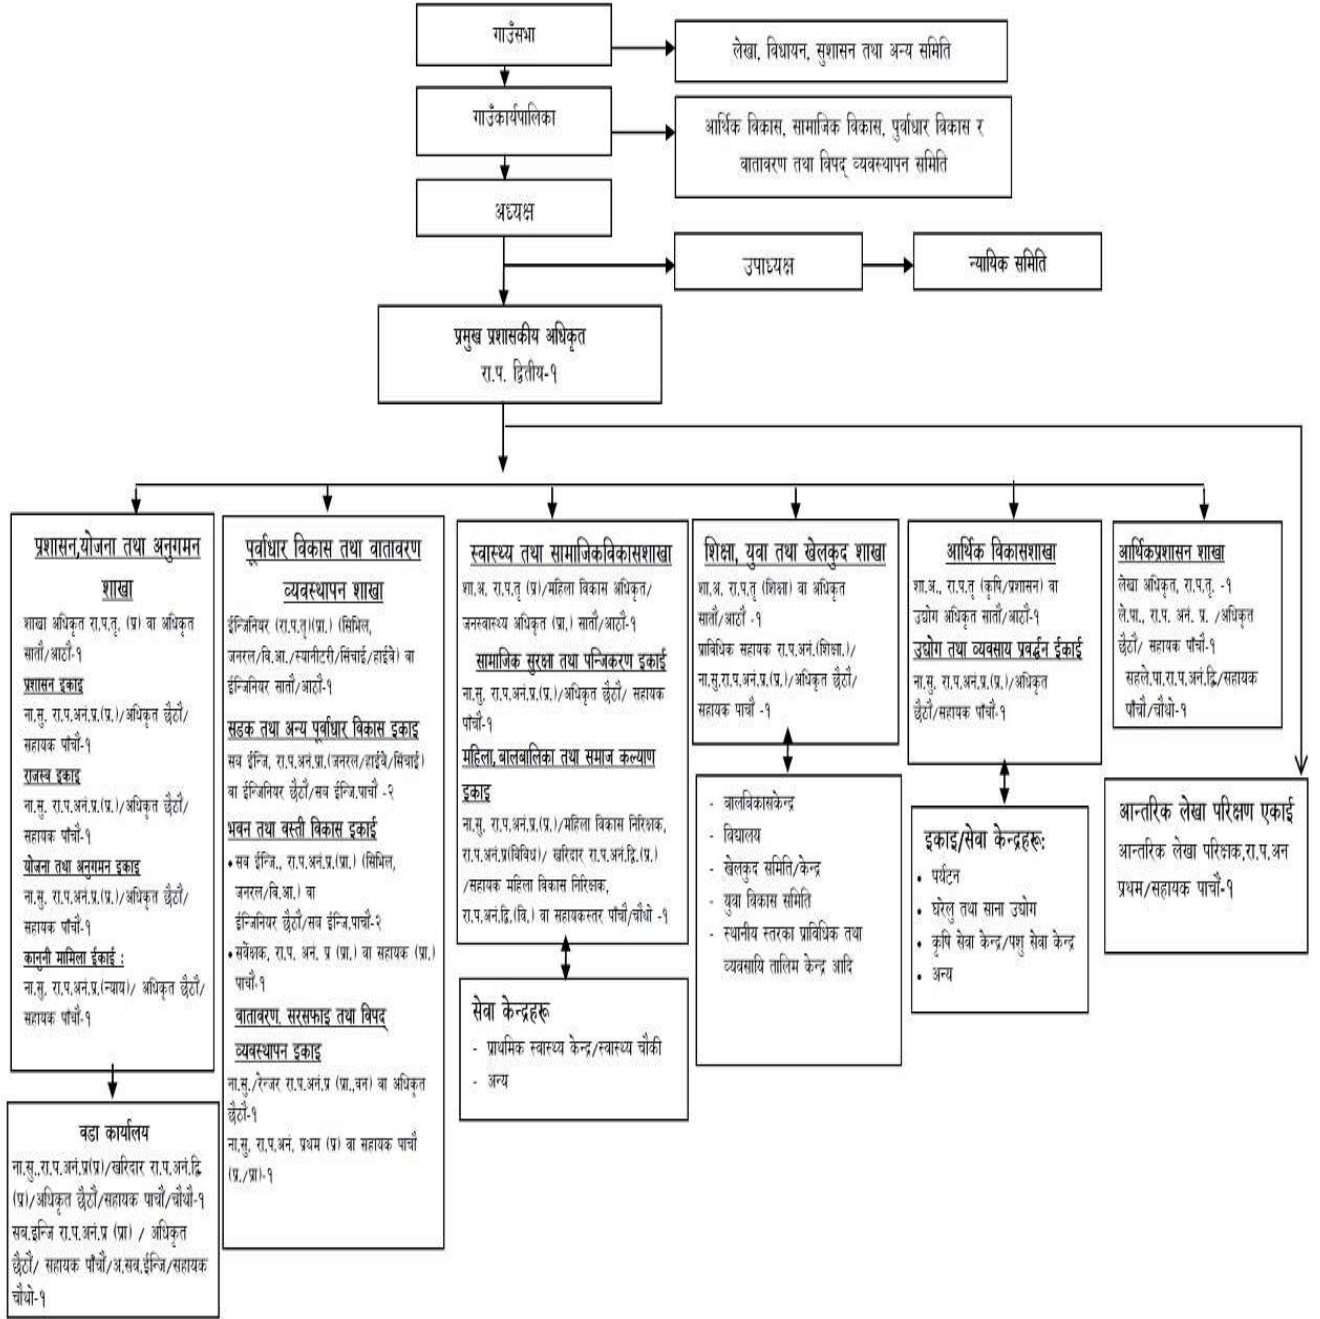 गाउँसभा
लेखा, विधायन, सुशासन तथा अन्य समिति
गाउँकार्यपालिका
आर्थिक विकास, सामाजिक विकास, पुर्वाधार विकास र
वातावरण तथा विपद् व्यवस्थापन समिति
अध्यक्ष
उपाध्यक्ष
न्यायिक समिति
प्रमुख प्रशासकीय अधिकृत
रा.प. द्वितीय-१
प्रशासन,योजना तथा अनुगमन
शाखा
शाखा अधिकृत रा.प.तृ. (प्र) वा अधिकृत
सातौं/आठौं-१
प्रशासन इकाइ
ना.सु. रा.प.अनं.प्र.(प्र.)/अधिकृत छैठौं/
सहायक पाँचौं-१
राजस्व इकाइ
ना.सु. रा.प.अनं.प्र.(प्र.)/अधिकृत छैठौं/
सहायक पाँचौं-१
योजना तथा अनुगमन इकाइ
ना.सु. रा.प.अनं.प्र.(प्र.)/अधिकृत छैठौं/
सहायक पाँचौं-१
कानुनी मामिला ईकाई :
ना.सु. रा.प.अनं.प्र.(न्याय)/ अधिकृत छैठौं/
सहायक पाँचौं-१
वडा कार्यालय
ना.सु.,रा.प.अनं.प्र(प्र)/खरिदार रा.प.अनं.द्वि
(प्र)/अधिकृत छैठौं/सहायक पाचौं/चौथौ-१
सब.इन्जि रा.प.अनं.प्र (प्रा) / अधिकृत
छैठौं/ सहायक पाँचौं/अ.सब.ईन्जि/सहायक
चौथो-१
पूर्वाधार विकास तथा वातावरण
व्यवस्थापन शाखा
ईन्जिनियर (रा.प.तृ)(प्रा.) (सिभिल,
जनरल/बि.आ./स्यानीटरी/सिंचाई/हाईवे) वा
ईन्जिनियर सातौं/आठौं-१
सडक तथा अन्य पूर्वाधार विकास इकाइ
सब ईन्जि, रा.प.अनं.प्रा.(जनरल/हाईवे/सिंचाई)
वा ईन्जिनियर छैठौं/सब ईन्जि.पाचौं -२
भबन तथा वस्ती विकास इकाई
• सब ईन्जि., रा.प.अनं.प्र.(प्रा.) (सिभिल,
जनरल/बि.आ.) वा
ईन्जिनियर छैठौं/सब ईन्जि.पाचौं-२
• सर्वेक्षक, रा.प. अनं. प्र (प्रा.) वा सहायक (प्रा.)
पाचौं-१
वातावरण, सरसफाइ तथा विपद्
व्यवस्थापन इकाइ
ना.सु./रेन्जर रा.प.अनं.प्र (प्रा.,वन) वा अधिकृत
छैठौं-१
ना.सु, रा.प.अनं. प्रथम (प्र) वा सहायक पाचौं
(प्र./प्रा)-१
स्वास्थ्य तथा सामाजिकविकासशाखा
शा.अ. रा.प.तृ (प्र)/महिला विकास अधिकृत/
जनस्वास्थ्य अधिकृत (प्रा.) सातौं/आठौं-१
सामाजिक सुरक्षा तथा पन्जिकरण इकाई
ना.सु. रा.प.अनं.प्र.(प्र.)/अधिकृत छैठौं/ सहायक
पाँचौं-१
महिला,बालबालिका तथा समाज कल्याण
इकाइ
ना.सु. रा.प.अनं.प्र.(प्र.)/महिला विकास निरिक्षक,
रा.प.अनं.प्र(विविध)/ खरिदार रा.प.अनं.द्वि.(प्र.)
/सहायक महिला विकास निरिक्षक,
रा.प.अनं.द्वि.(वि.) वा सहायकस्तर पाँचौं/चौथो -१
सेवा केन्द्रहरू
- प्राथमिक स्वास्थ्य केन्द्र/स्वास्थ्य चौकी
- अन्य
शिक्षा, युवा तथा खेलकुद शाखा
शा.अ. रा.प.तृ (शिक्षा) वा अधिकृत
सातौं/आठौं -१
प्राविधिक सहायक रा.प.अनं.(शिक्षा.)/
ना.सु.रा.प.अनं.प्र.(प्र.)/अधिकृत छैठौं/
सहायक पाचौं -१
- बालबिकासकेन्द्र
- विद्यालय
- खेलकुद समिति/केन्द्र
- युवा विकास समिति
- स्थानीय स्तरका प्राविधिक तथा
व्यवसायि तालिम केन्द्र आदि
आर्थिक विकासशाखा
शा.अ., रा.प.तृ (कृषि/प्रशासन) वा
उद्योग अधिकृत सातौं/आठौं-१
उद्योग तथा व्यवसाय प्रवर्द्धन ईकाई
ना.सु. रा.प.अनं.प्र.(प्र.)/अधिकृत
छैठौं/सहायक पाँचौं-१
इकाइ/सेवा केन्द्रहरू:
• पर्यटन
• घरेलु तथा साना उद्योग
• कृषि सेवा केन्द्र/पशु सेवा केन्द्र
• अन्य
आर्थिकप्रशासन शाखा
लेखा अधिकृत, रा.प.तृ. -१
ले.पा., रा.प. अनं. प्र. /अधिकृत
छैठौं/ सहायक पाँचौं-१
सहले.पा.रा.प.अनं.द्वि/सहायक
पाँचौं/चौथो-१
आन्तरिक लेखा परिक्षण एकाई
आन्तरिक लेखा परिक्षक,रा.प.अन
प्रथम/सहायक पाचौं-१